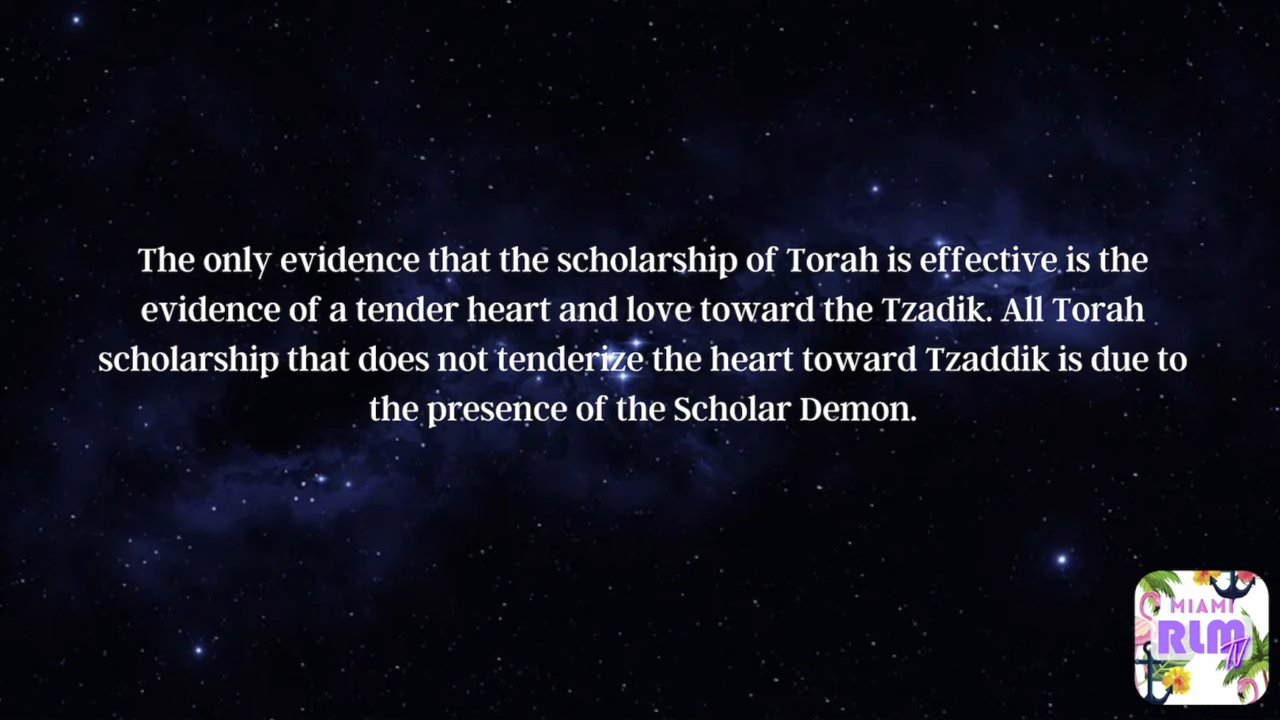 The only evidence that the scholarship of Torah is effective is the
evidence of a tender heart and love toward the Tzadik. All Torah
scholarship that does not tenderize the heart toward Tzaddik is due to
the presence of the Scholar Demon.
MIAMI
RLM
TV